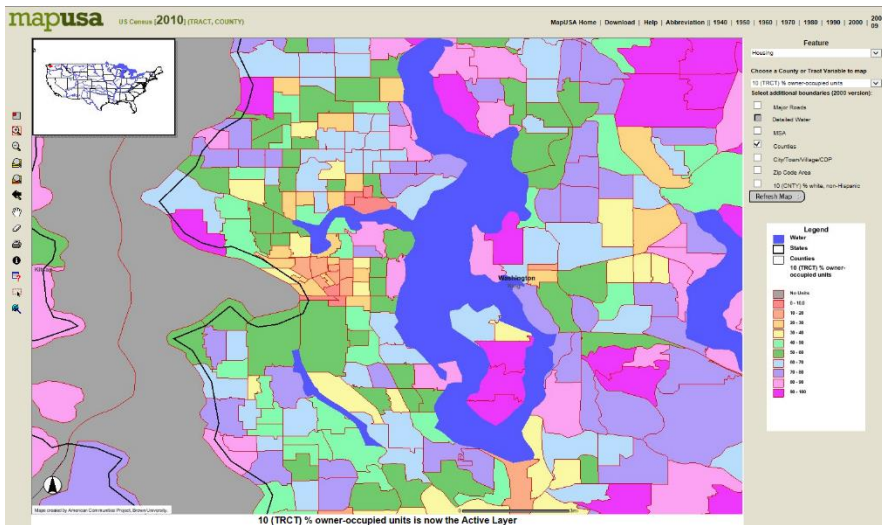 mapusa
US Census [2010] (TRACT, COUNTY)
MapUSA Home | Download | Help | Abbreviation || 1940 | 1950 | 1960 | 1970 | 1980 | 1990 | 2000 |
Feature
Housing
Choose a County or Tract Variable to map
10 (TRCT) % owner-occupied units
Select additional boundaries (2000 version):
Major Roads
Detailed Water
MSA
Counties
City/Town/Village/CDP
Zip Code Area
10 (CNTY) % white, non-Hispanic
Refresh Map
Legend
Water
States
Counties
10 (TRCT) % owner-
occupied units
No Units
10 - 20
20 - 30
30 - 40
40 - 50
50 - 60
60 - 70
70 - 80
80 - 90
90 - 100
Washington
Maps created by American Communities Project, Brown University.
10 (TRCT) % owner-occupied units is now the Active Layer